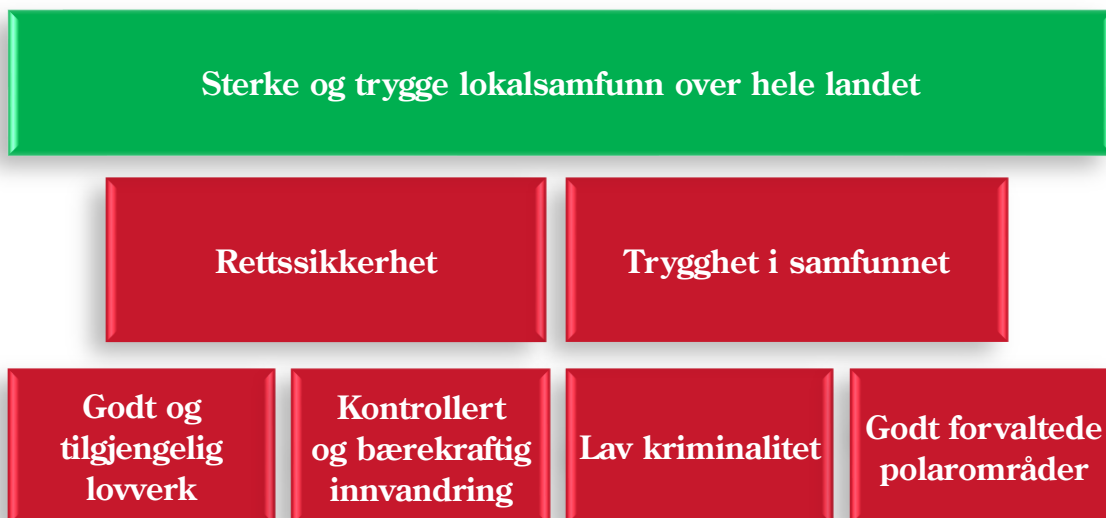 Sterke og trygge lokalsamfunn over hele landet
Rettssikkerhet
Trygghet i samfunnet
Godt og
tilgjengelig
lovverk
Kontrollert
og bærekraftig
innvandring
Lav kriminalitet
Godt forvaltede
polarområder